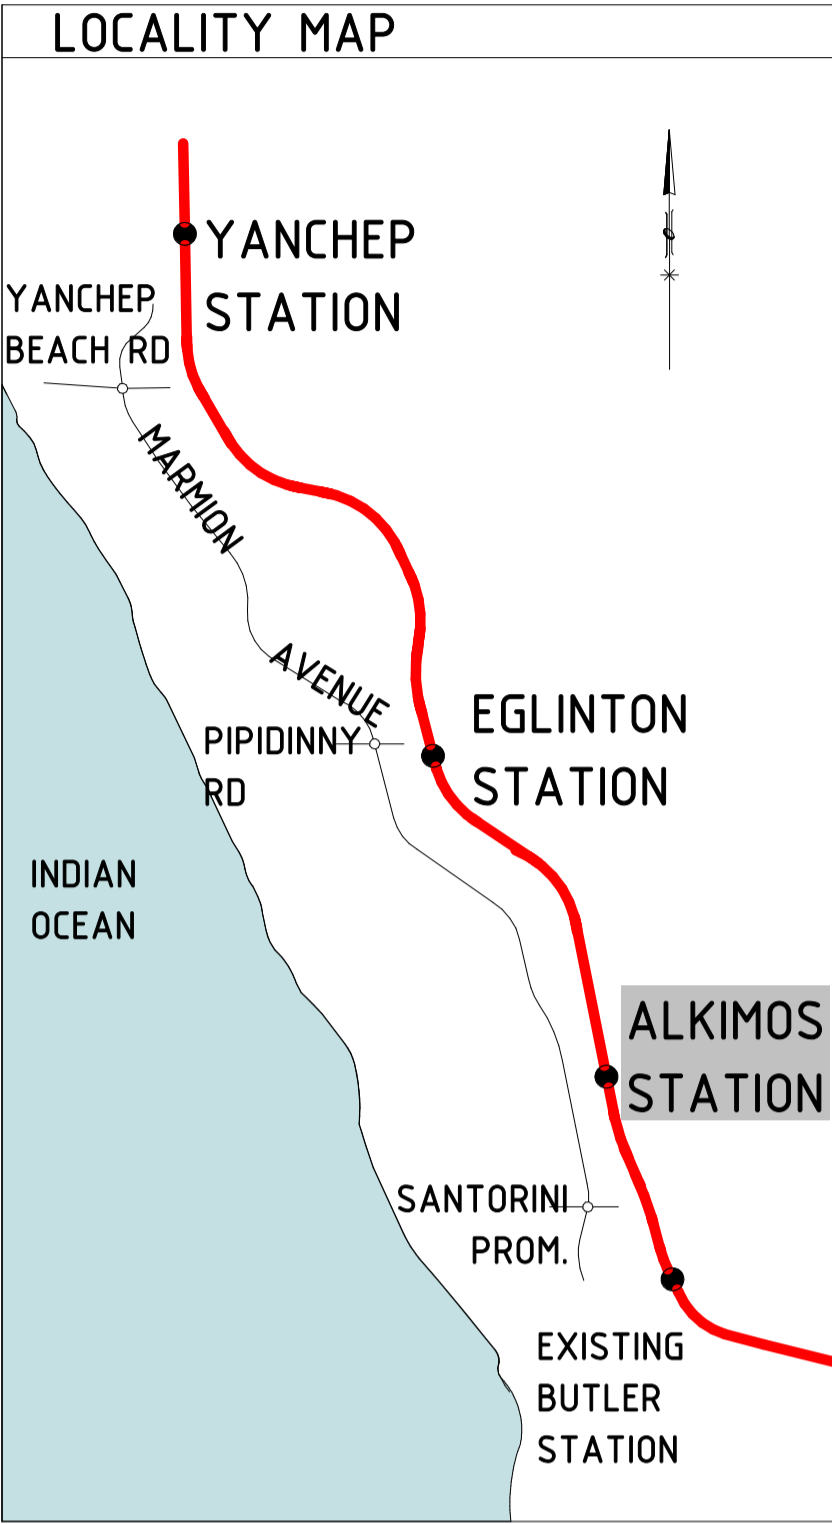 LOCALITY MAP
YANCHEP
STATION
YANCHEP
BEACH RD
MARMION
AVENUE
PIPIDINNY
RD
EGLINTON
STATION
INDIAN
OCEAN
ALKIMOS
STATION
SANTORINI
PROM.
EXISTING
BUTLER
STATION